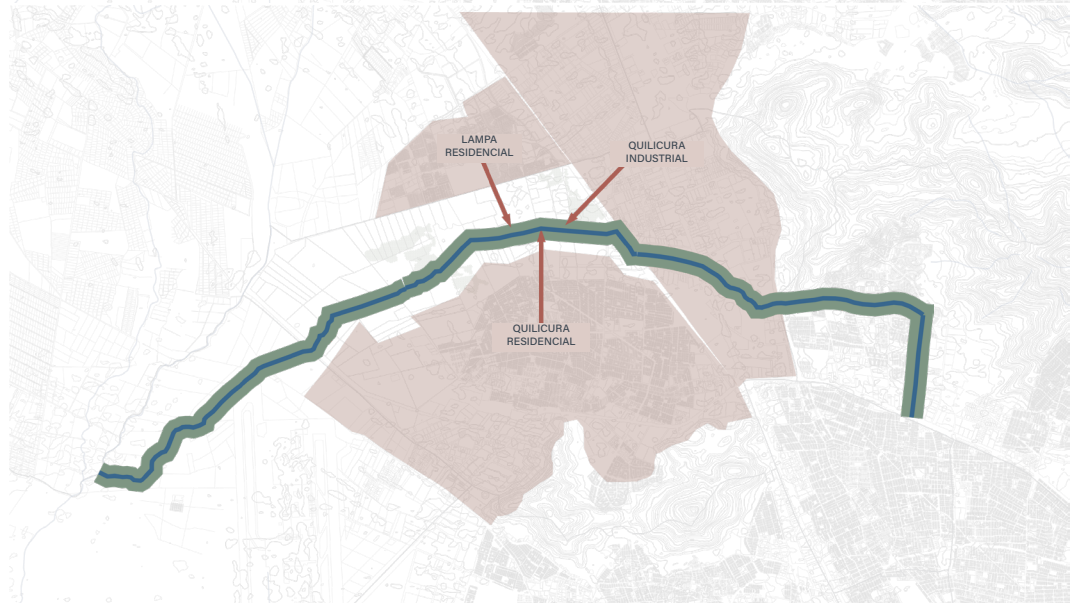 LAMPA
RESIDENCIAL
QUILICURA
INDUSTRIAL
QUILICURA
RESIDENCIAL